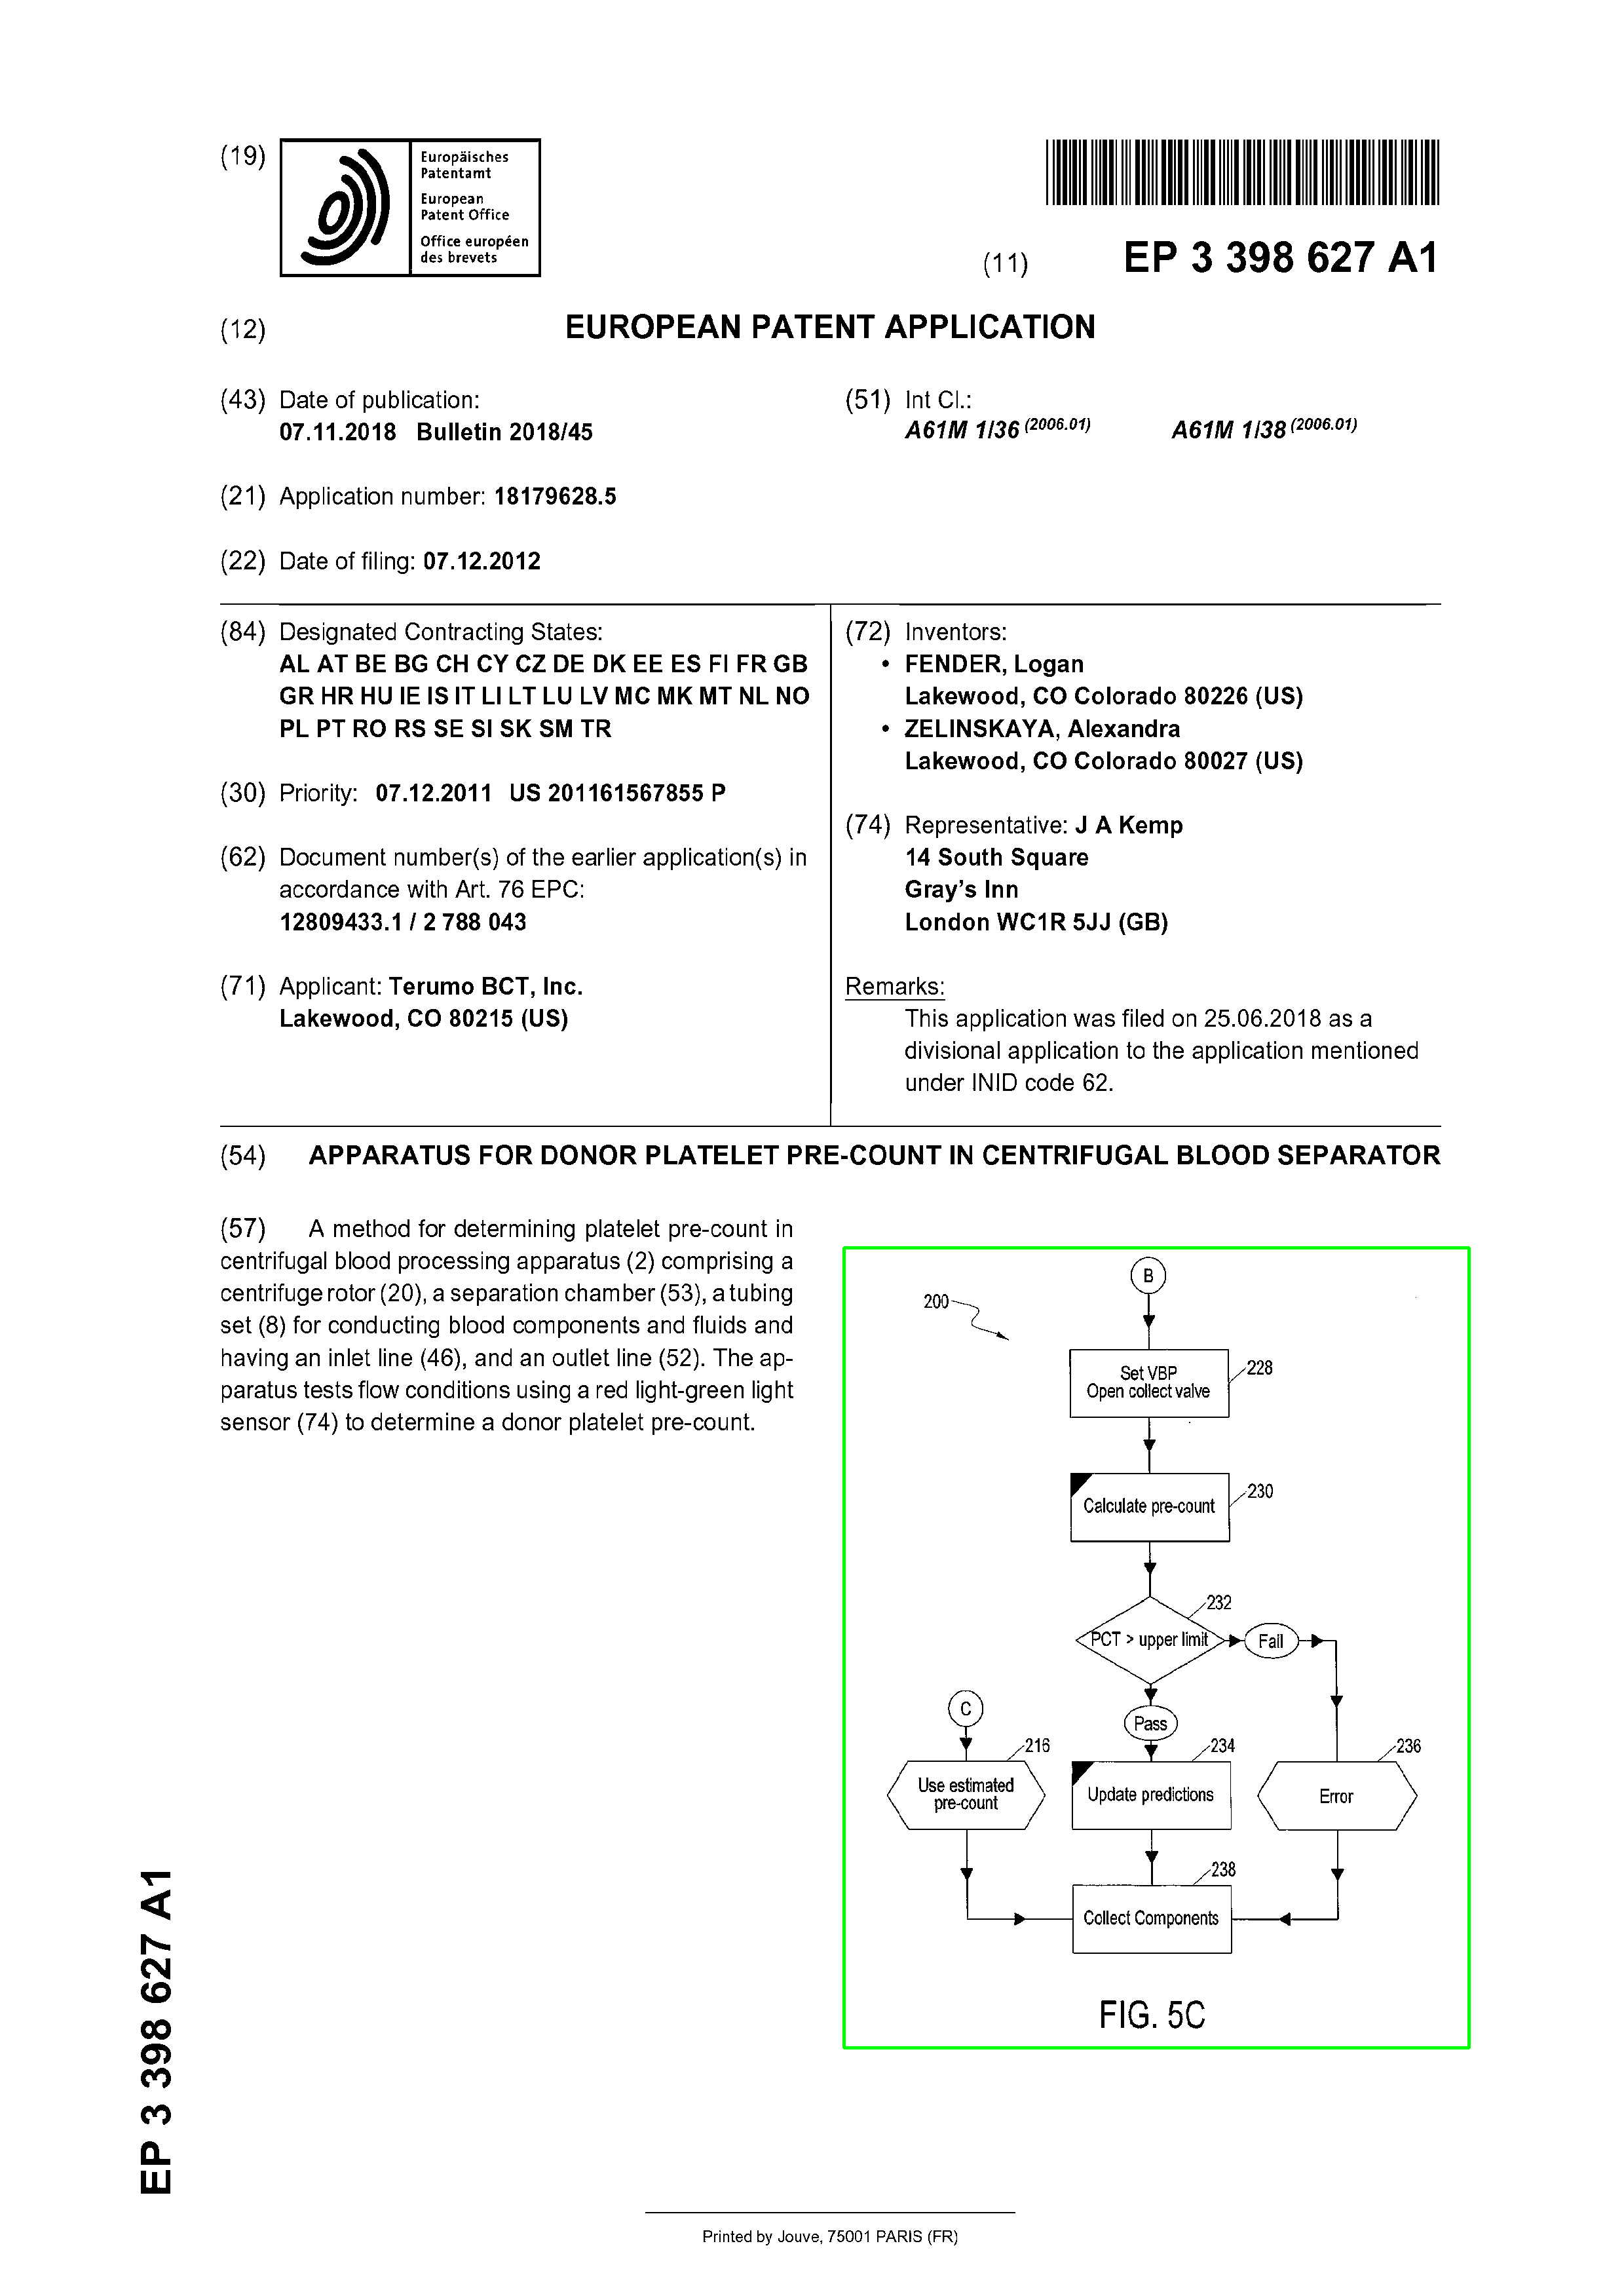 (19)
Europäisches
Patentamt
European
Patent Office
Office européen
des brevets
(11) EP 3 398 627 A1
(12) EUROPEAN PATENT APPLICATION
(43) Date of publication:
07.11.2018 Bulletin 2018/45
(21) Application number: 18179628.5
(22) Date of filing: 07.12.2012
(51) Int Cl.:
A61M 1/36 (2006.01) A61M 1/38 (2006.01)
(84) Designated Contracting States:
AL AT BE BG CH CY CZ DE DK EE ES FI FR GB
GR HR HU IE IS IT LI LT LU LV MC MK MT NL NO
PL PT RO RS SE SI SK SM TR
(30) Priority: 07.12.2011 US 201161567855 P
(62) Document number(s) of the earlier application(s) in
accordance with Art. 76 EPC:
12809433.1 / 2 788 043
(71) Applicant: Terumo BCT, Inc.
Lakewood, CO 80215 (US)
(72) Inventors:
• FENDER, Logan
Lakewood, CO Colorado 80226 (US)
• ZELINSKAYA, Alexandra
Lakewood, CO Colorado 80027 (US)
(74) Representative: J A Kemp
14 South Square
Gray's Inn
London WC1R 5JJ (GB)
Remarks:
This application was filed on 25.06.2018 as a
divisional application to the application mentioned
under INID code 62.
(54) APPARATUS FOR DONOR PLATELET PRE-COUNT IN CENTRIFUGAL BLOOD SEPARATOR
(57) A method for determining platelet pre-count in
centrifugal blood processing apparatus (2) comprising a
centrifuge rotor (20), a separation chamber (53), a tubing
set (8) for conducting blood components and fluids and
having an inlet line (46), and an outlet line (52). The ap-
paratus tests flow conditions using a red light-green light
sensor (74) to determine a donor platelet pre-count.
B
200
Set VBP
Open collect valve
228
Calculate pre-count
230
232
PCT > upper limit
Fail
C
Pass
216
234
236
Use estimated
pre-count
Update predictions
Error
238
Collect Components
FIG. 5C
EP 3 398 627 A1
Printed by Jouve, 75001 PARIS (FR)